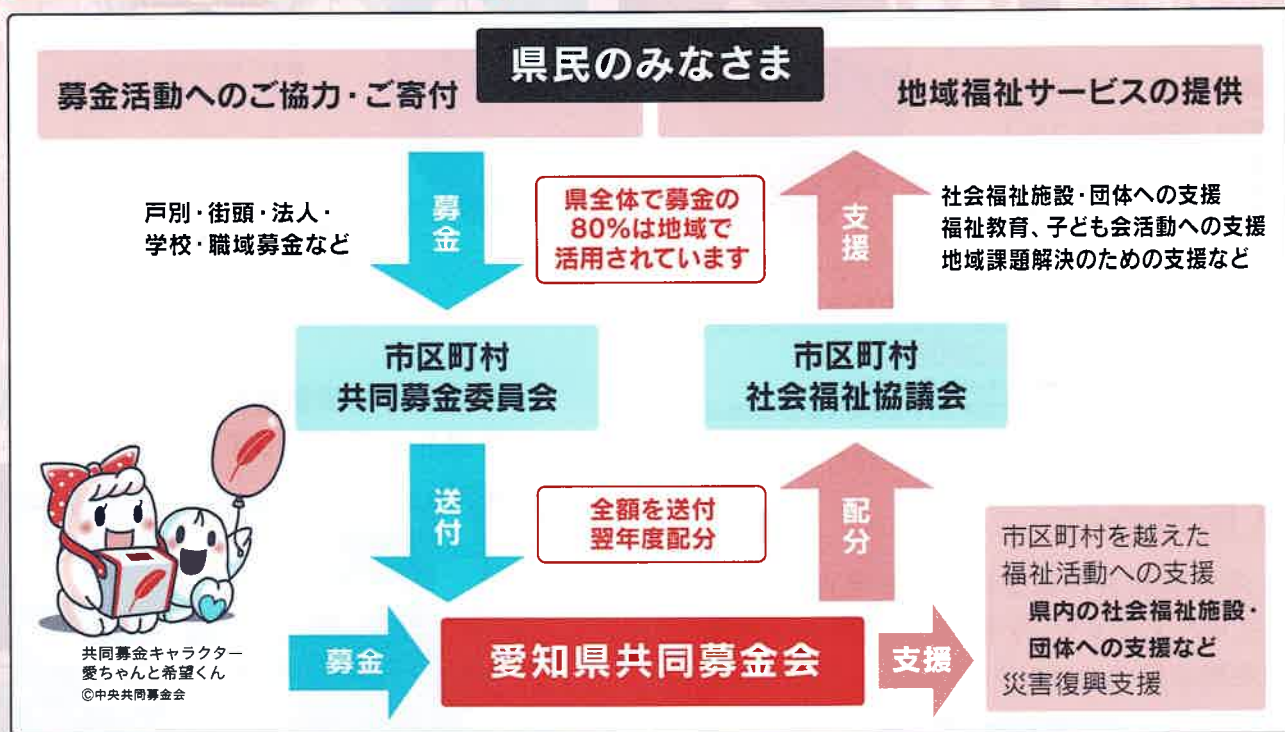 県民のみなさま
募金活動へのご協力・ご寄付
地域福祉サービスの提供
戸別・街頭・法人・
学校・職域募金など
募金
県全体で募金の
80%は地域で
活用されています
支援
社会福祉施設・団体への支援
福祉教育、子ども会活動への支援
地域課題解決のための支援など
市区町村
共同募金委員会
市区町村
社会福祉協議会
送付
全額を送付
翌年度配分
配分
市区町村を越えた
福祉活動への支援
県内の社会福祉施設・
団体への支援など
災害復興支援
共同募金キャラクター
愛ちゃんと希望くん
©中央共同募金会
募金
愛知県共同募金会
支援